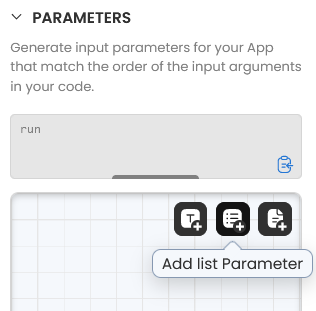 PARAMETERS
Generate input parameters for your App
that match the order of the input arguments
in your code.
run
T
Add list Parameter